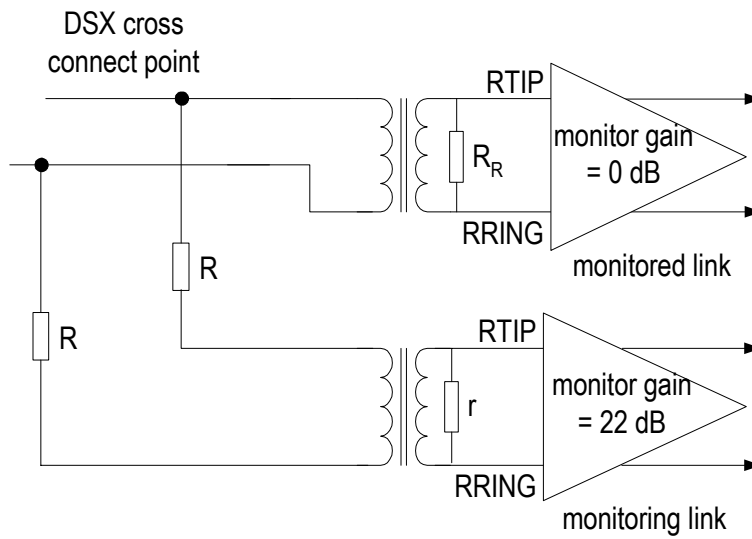 DSX cross
connect point
RTIP
monitor gain
= 0 dB
R_R
RRING
monitored link
R
R
RTIP
monitor gain
= 22 dB
r
RRING
monitoring link